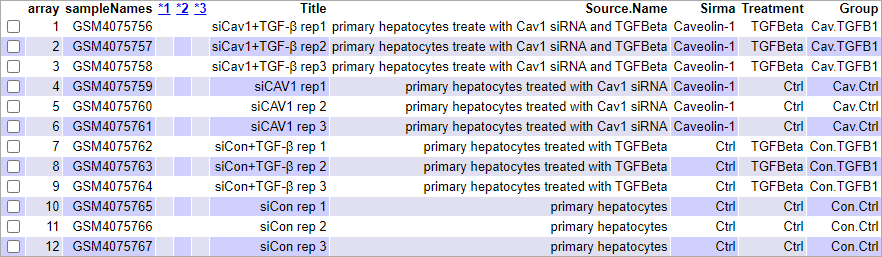 array sampleNames *1 *2 *3 Title Source.Name Sirma Treatment Group
1 GSM4075756 siCav1+TGF-β rep1 primary hepatocytes treate with Cav1 siRNA and TGFBeta Caveolin-1 TGFBeta Cav.TGFB1
2 GSM4075757 siCav1+TGF-β rep2 primary hepatocytes treate with Cav1 siRNA and TGFBeta Caveolin-1 TGFBeta Cav.TGFB1
3 GSM4075758 siCav1+TGF-β rep3 primary hepatocytes treate with Cav1 siRNA and TGFBeta Caveolin-1 TGFBeta Cav.TGFB1
4 GSM4075759 siCAV1 rep1 primary hepatocytes treated with Cav1 siRNA Caveolin-1 Ctrl Cav.Ctrl
5 GSM4075760 siCAV1 rep 2 primary hepatocytes treated with Cav1 siRNA Caveolin-1 Ctrl Cav.Ctrl
6 GSM4075761 siCAV1 rep 3 primary hepatocytes treated with Cav1 siRNA Caveolin-1 Ctrl Cav.Ctrl
7 GSM4075762 siCon+TGF-β rep 1 primary hepatocytes treated with TGFBeta Ctrl TGFBeta Con.TGFB1
8 GSM4075763 siCon+TGF-β rep 2 primary hepatocytes treated with TGFBeta Ctrl TGFBeta Con.TGFB1
9 GSM4075764 siCon+TGF-β rep 3 primary hepatocytes treated with TGFBeta Ctrl TGFBeta Con.TGFB1
10 GSM4075765 siCon rep 1 primary hepatocytes Ctrl Ctrl Con.Ctrl
11 GSM4075766 siCon rep 2 primary hepatocytes Ctrl Ctrl Con.Ctrl
12 GSM4075767 siCon rep 3 primary hepatocytes Ctrl Ctrl Con.Ctrl